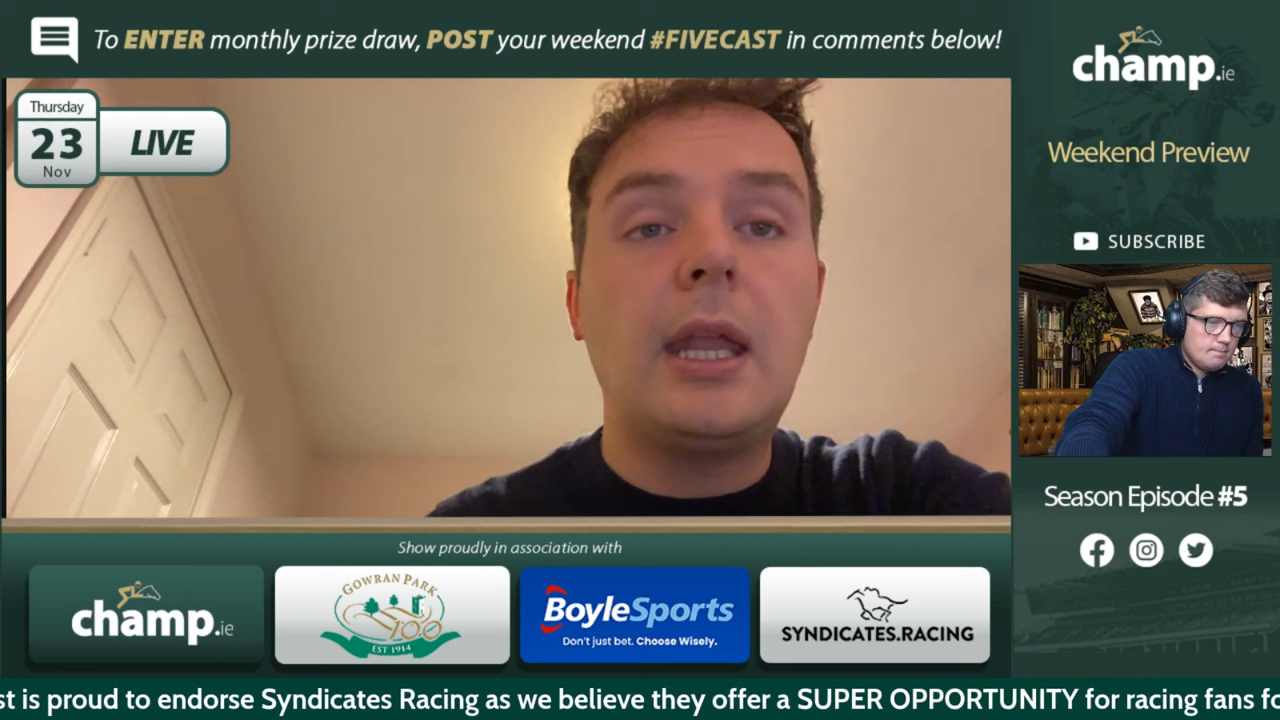 To ENTER monthly prize draw, POST your weekend #FIVECAST in comments below!
Thursday
23
Nov
LIVE
champ.ie
Weekend Preview
SUBSCRIBE
Season Episode #5
Show proudly in association with
champ.ie
GOWRAN PARK
100
EST 1914
BoyleSports
Don't just bet. Choose Wisely.
SYNDICATES.RACING
st is proud to endorse Syndicates Racing as we believe they offer a SUPER OPPORTUNITY for racing fans fo